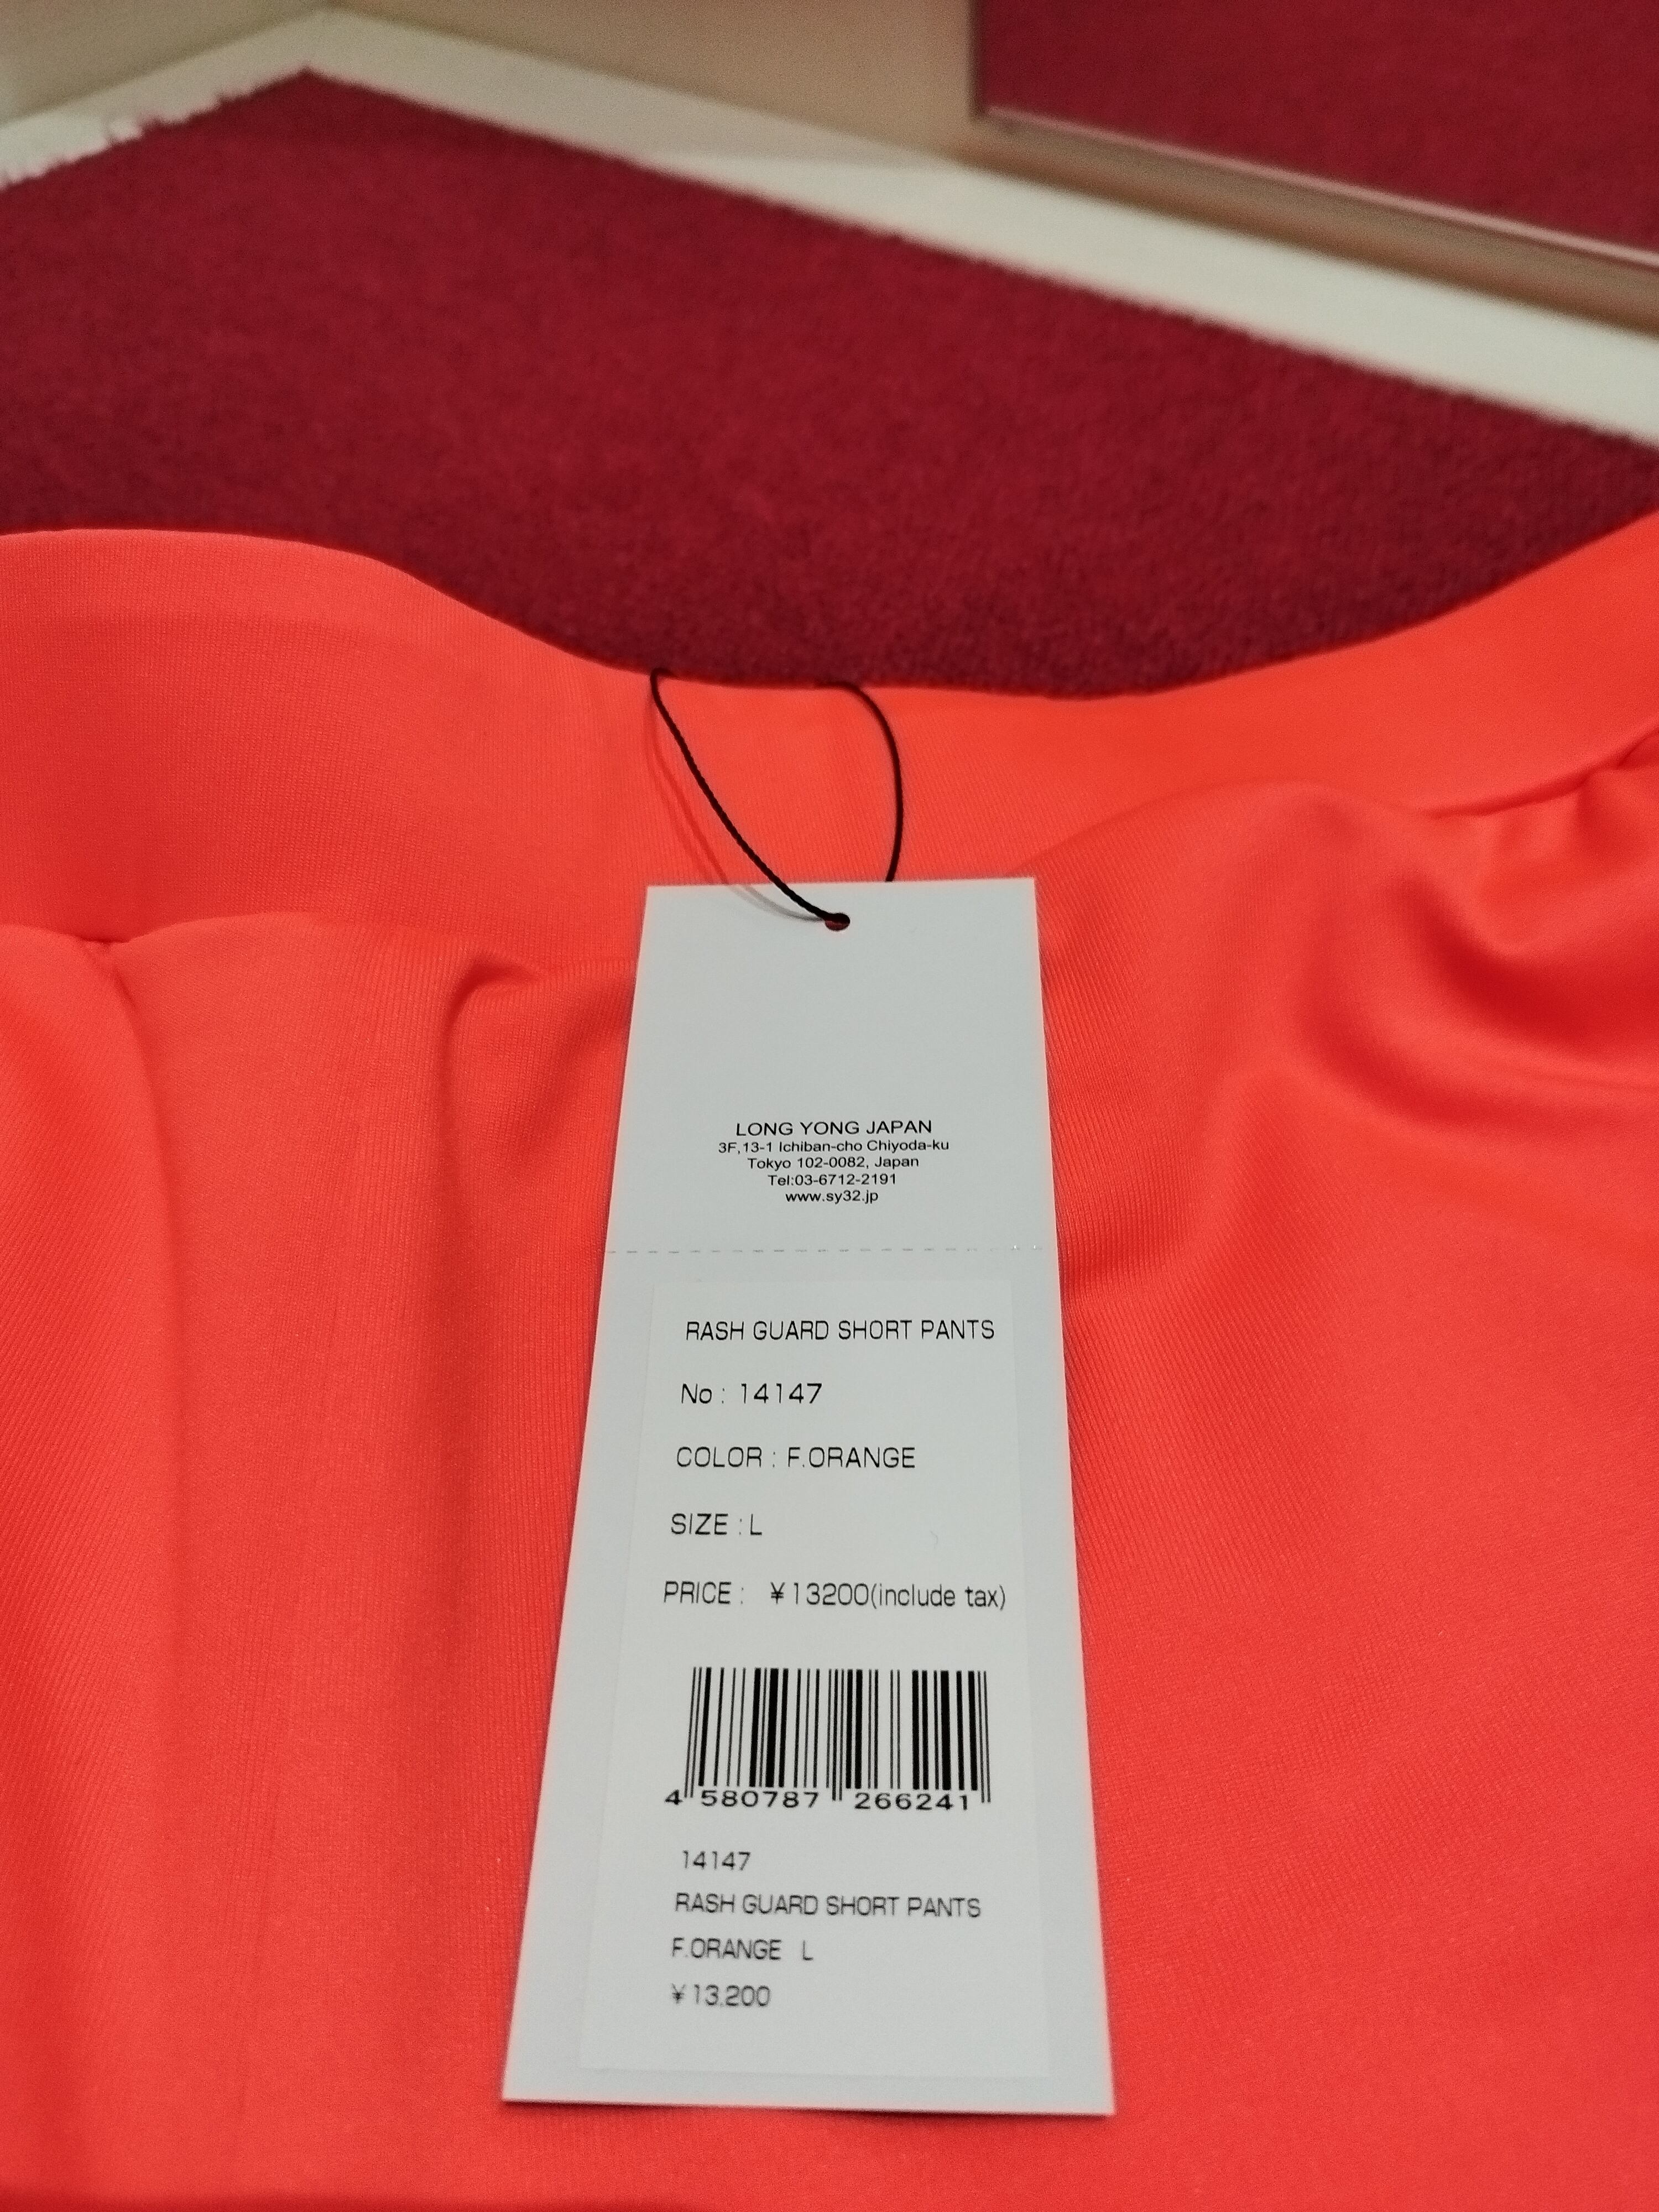 LONG YONG JAPAN
3F,13-1 Ichiban-cho Chiyoda-ku
Tokyo 102-0082, Japan
Tel:03-6712-2191
www.sy32.jp
RASH GUARD SHORT PANTS
No : 14147
COLOR : F.ORANGE
SIZE : L
PRICE : ¥13200(include tax)
4 580787 266241
14147
RASH GUARD SHORT PANTS
F.ORANGE L
¥13,200